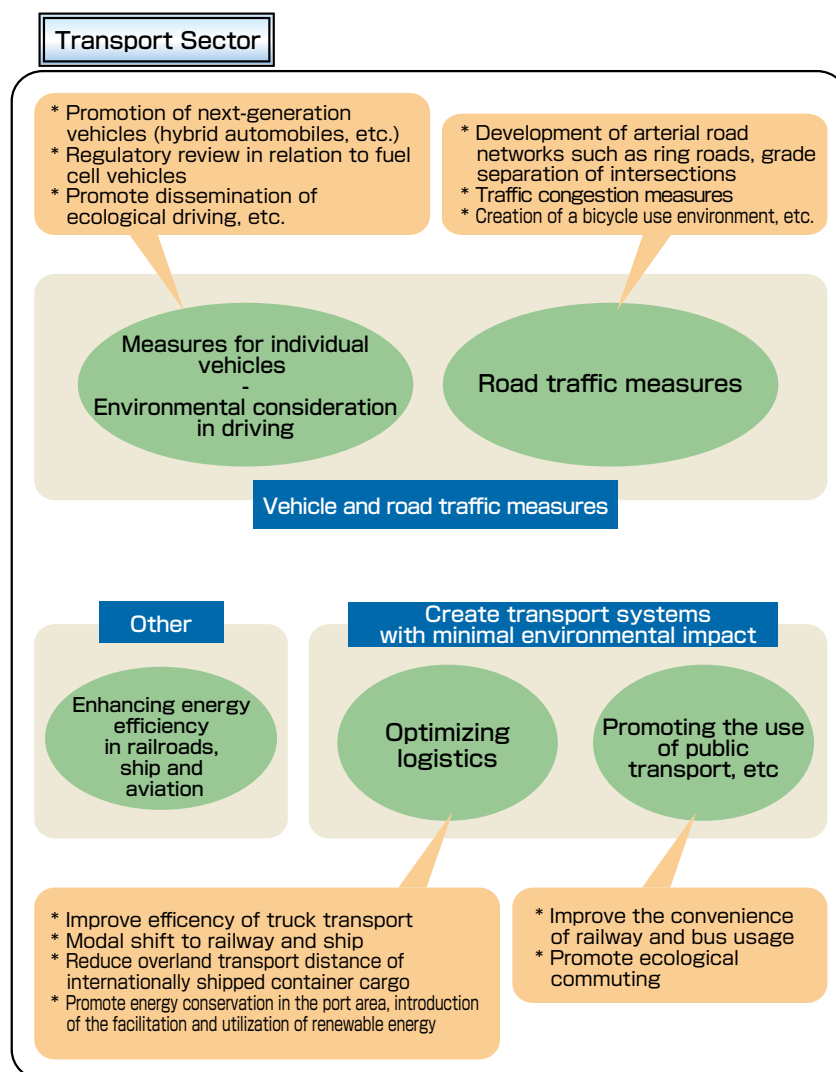 Transport Sector
* Promotion of next-generation
vehicles (hybrid automobiles, etc.)
* Regulatory review in relation to fuel
cell vehicles
* Promote dissemination of
ecological driving, etc.
* Development of arterial road
networks such as ring roads, grade
separation of intersections
* Traffic congestion measures
* Creation of a bicycle use environment, etc.
Measures for individual
vehicles
-
Environmental consideration
in driving
Road traffic measures
Vehicle and road traffic measures
Other
Enhancing energy
efficiency
in railroads,
ship and
aviation
Create transport systems
with minimal environmental impact
Optimizing
logistics
Promoting the use
of public
transport, etc
* Improve efficency of truck transport
* Modal shift to railway and ship
* Reduce overland transport distance of
internationally shipped container cargo
* Promote energy conservation in the port area, introduction
of the facilitation and utilization of renewable energy
* Improve the convenience
of railway and bus usage
* Promote ecological
commuting